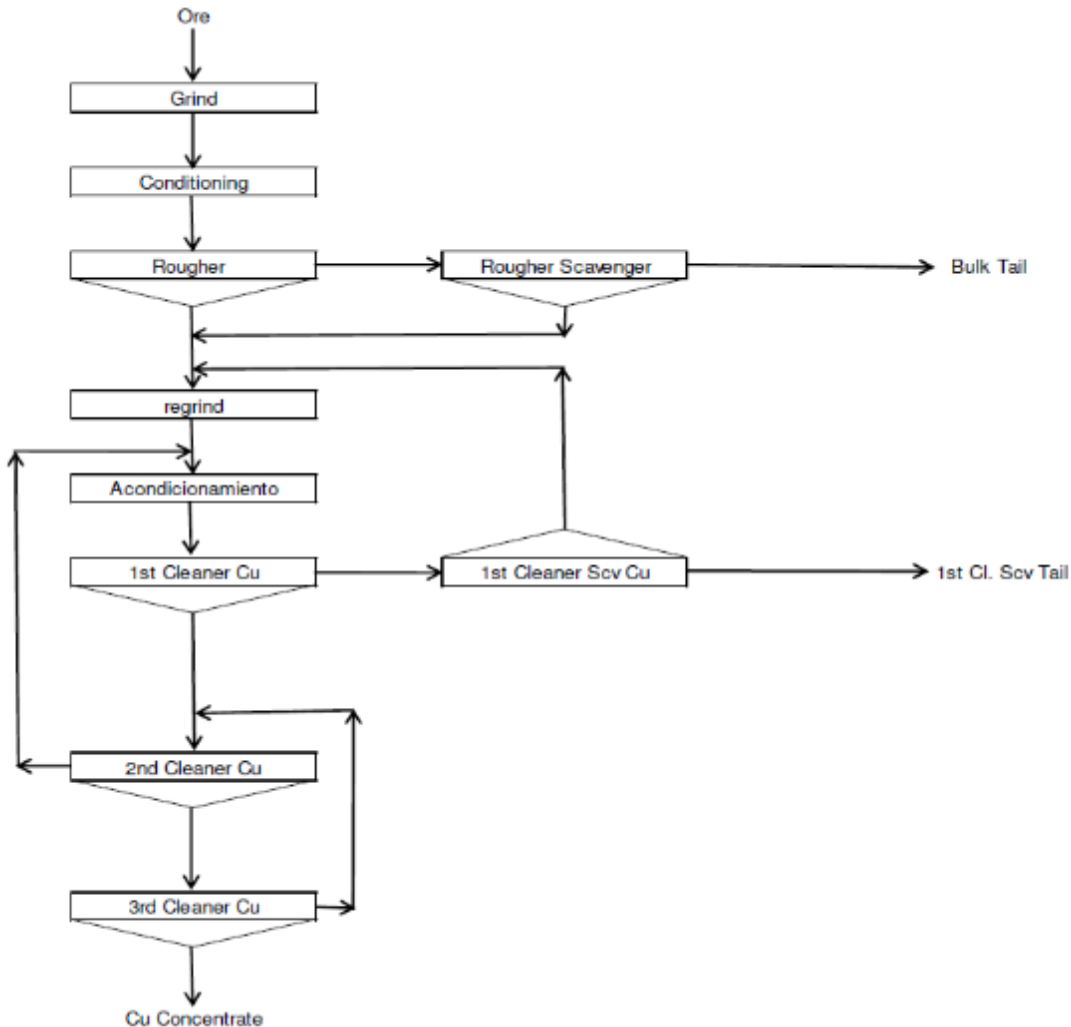 Ore
Grind
Conditioning
Rougher
Rougher Scavenger
Bulk Tail
regrind
Acondicionamiento
1st Cleaner Cu
1st Cleaner Scv Cu
1st Cl. Scv Tail
2nd Cleaner Cu
3rd Cleaner Cu
Cu Concentrate